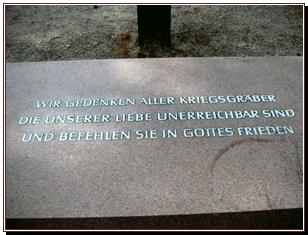 WIR GEDENKEN ALLER KRIEGSGRÄBER
DIE UNSERER LIEBE UNERREICHBAR SIND
UND BEFEHLEN SIE IN GOTTES FRIEDEN